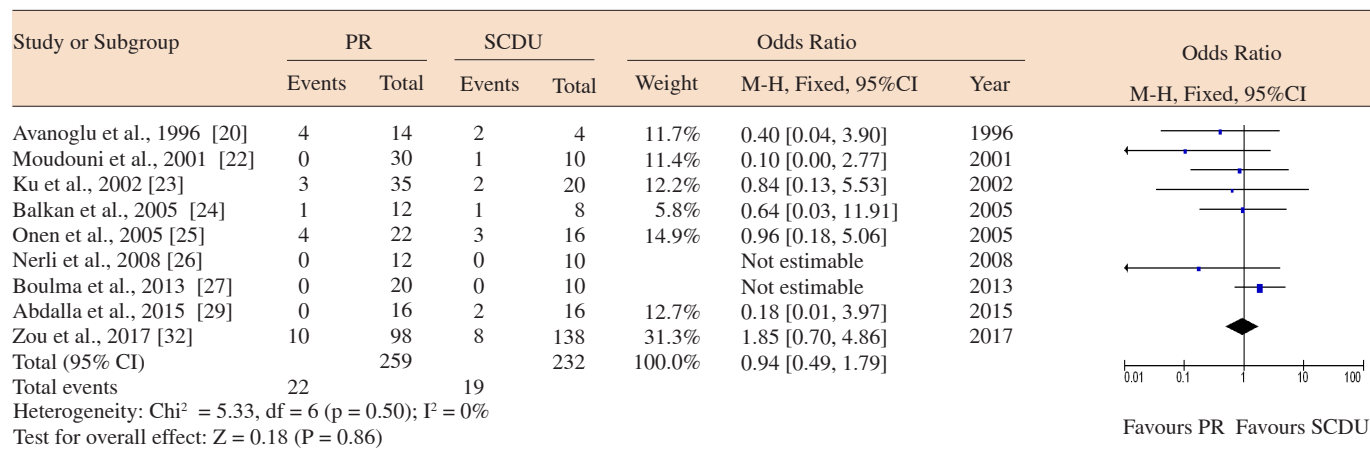 Study or Subgroup PR SCDU Odds Ratio Odds Ratio
Events Total Events Total Weight M-H, Fixed, 95%CI Year M-H, Fixed, 95%CI
Avanoglu et al., 1996 [20] 4 14 2 4 11.7% 0.40 [0.04, 3.90] 1996
Moudouni et al., 2001 [22] 0 30 1 10 11.4% 0.10 [0.00, 2.77] 2001
Ku et al., 2002 [23] 3 35 2 20 12.2% 0.84 [0.13, 5.53] 2002
Balkan et al., 2005 [24] 1 12 1 8 5.8% 0.64 [0.03, 11.91] 2005
Onen et al., 2005 [25] 4 22 3 16 14.9% 0.96 [0.18, 5.06] 2005
Nerli et al., 2008 [26] 0 12 0 10 Not estimable 2008
Boulma et al., 2013 [27] 0 20 0 10 Not estimable 2013
Abdalla et al., 2015 [29] 0 16 2 16 12.7% 0.18 [0.01, 3.97] 2015
Zou et al., 2017 [32] 10 98 8 138 31.3% 1.85 [0.70, 4.86] 2017
Total (95% CI) 259 232 100.0% 0.94 [0.49, 1.79]
Total events 22 19
Heterogeneity: Chi² = 5.33, df = 6 (p = 0.50); I² = 0%
Test for overall effect: Z = 0.18 (P = 0.86)
0.01 0.1 1 10 100
Favours PR Favours SCDU